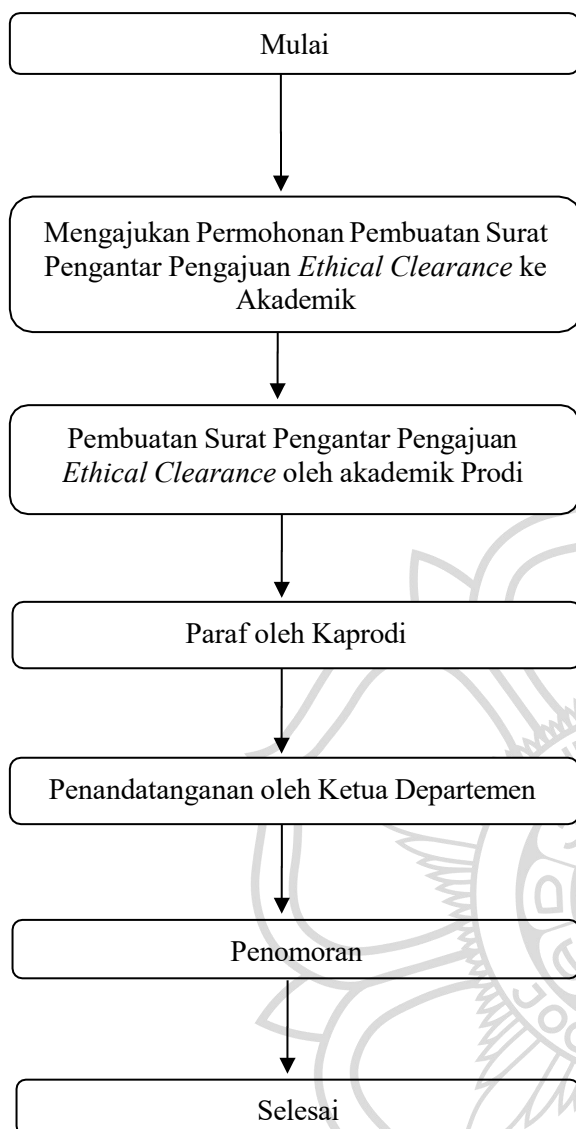 Mulai
Mengajukan Permohonan Pembuatan Surat
Pengantar Pengajuan Ethical Clearance ke
Akademik
Pembuatan Surat Pengantar Pengajuan
Ethical Clearance oleh akademik Prodi
Paraf oleh Kaprodi
Penandatanganan oleh Ketua Departemen
Penomoran
Selesai